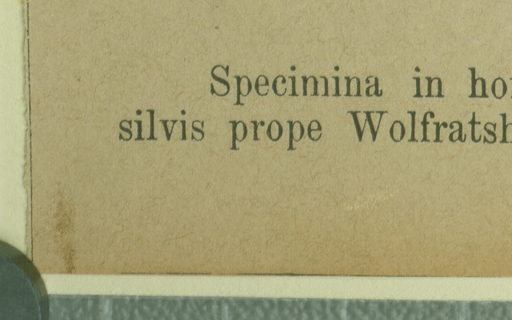 Specimina in
silvis prope